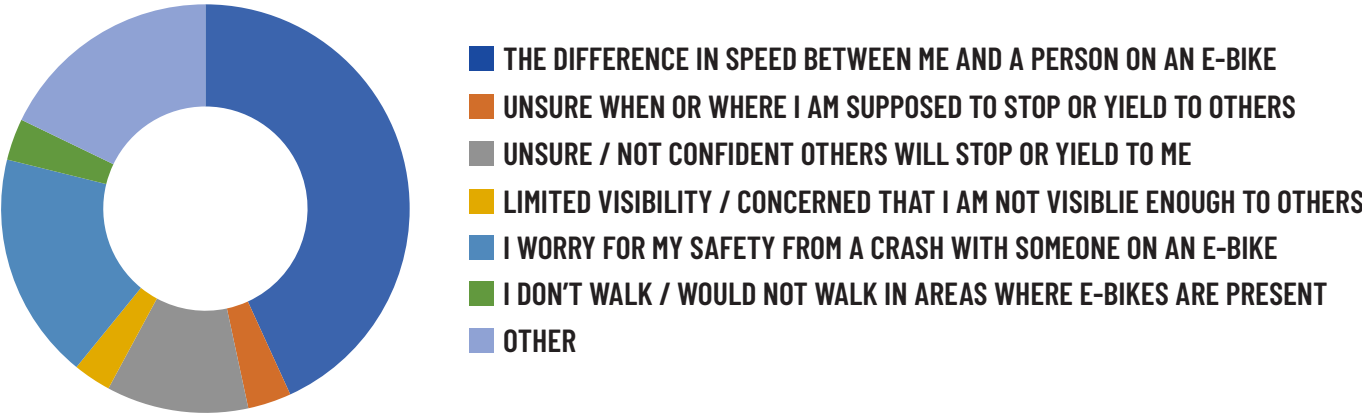 THE DIFFERENCE IN SPEED BETWEEN ME AND A PERSON ON AN E-BIKE
UNSURE WHEN OR WHERE I AM SUPPOSED TO STOP OR YIELD TO OTHERS
UNSURE / NOT CONFIDENT OTHERS WILL STOP OR YIELD TO ME
LIMITED VISIBILITY / CONCERNED THAT I AM NOT VISIBLIE ENOUGH TO OTHERS
I WORRY FOR MY SAFETY FROM A CRASH WITH SOMEONE ON AN E-BIKE
I DON’T WALK / WOULD NOT WALK IN AREAS WHERE E-BIKES ARE PRESENT
OTHER